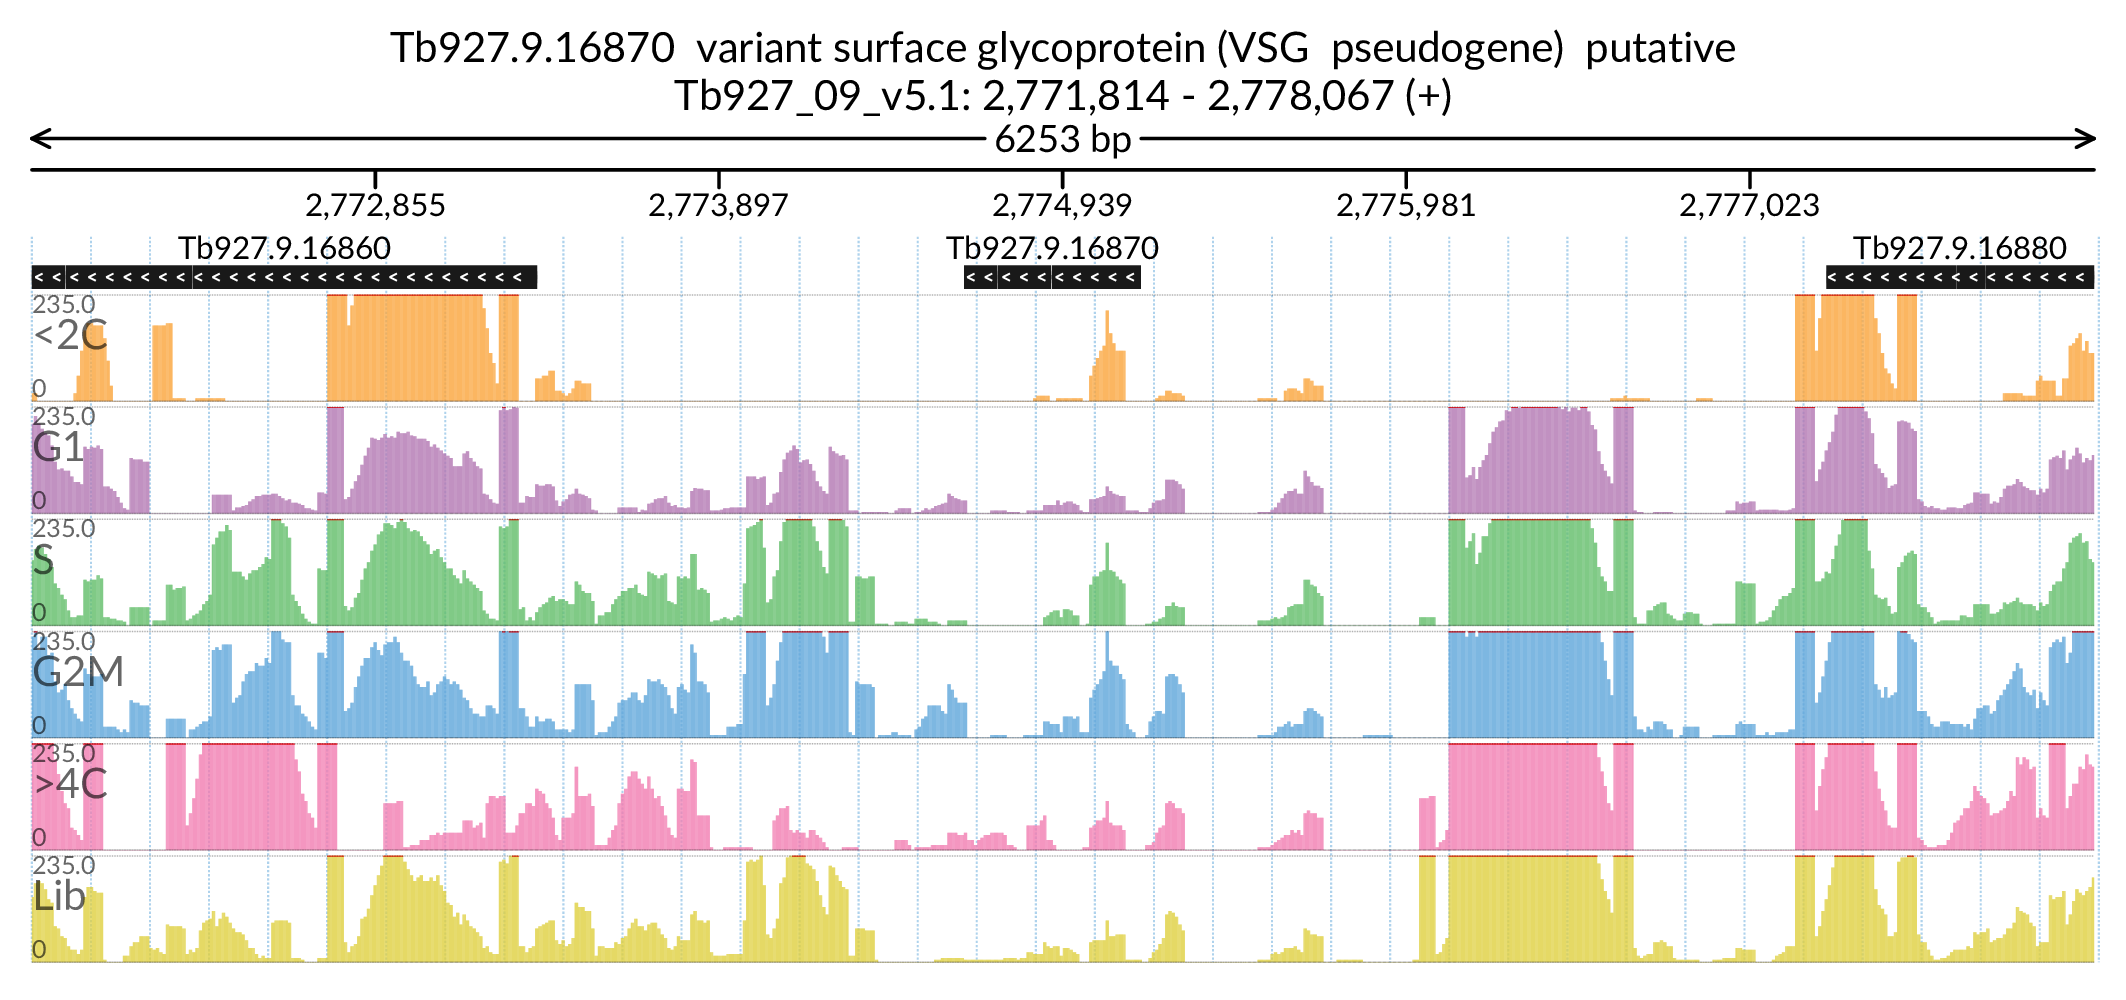 Tb927.9.16870  variant surface glycoprotein (VSG  pseudogene)  putative
Tb927_09_v5.1: 2,771,814 - 2,778,067 (+)
6253 bp
2,772,855 2,773,897 2,774,939 2,775,981 2,777,023
Tb927.9.16860 Tb927.9.16870 Tb927.9.16880
235.0
<2C
0
235.0
G1
0
235.0
S
0
235.0
G2M
0
235.0
>4C
0
235.0
Lib
0